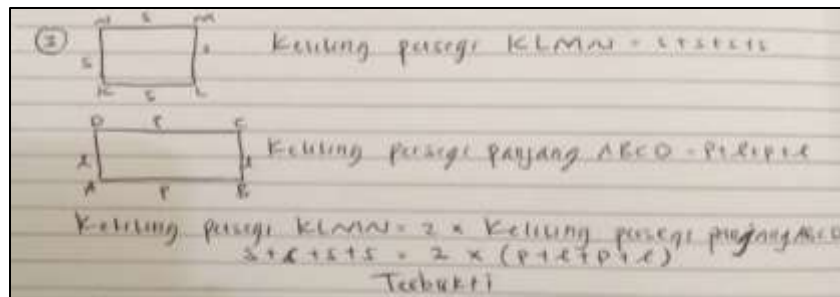 N s M
② Keliling persegi KLMN = s+s+s+s
s s
K s L
D p C
l l Keliling persegi panjang ABCD = p+l+p+l
A p B
Keliling persegi KLMN = 2 x Keliling persegi panjang ABCD
s+s+s+s = 2 x (p+l+p+l)
Terbukti